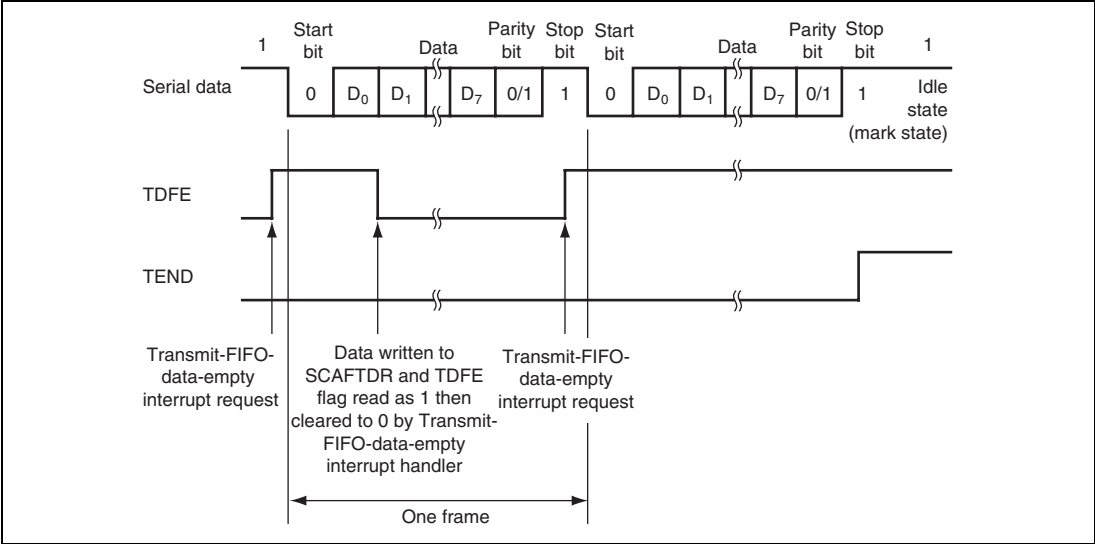 1
Start
bit
Data
Parity
bit
Stop
bit
Start
bit
Data
Parity
bit
Stop
bit
1
Serial data
0
D0
D1
D7
0/1
1
0
D0
D1
D7
0/1
1
Idle
state
(mark state)
TDFE
TEND
Transmit-FIFO-
data-empty
interrupt request
Data written to
SCAFTDR and TDFE
flag read as 1 then
cleared to 0 by Transmit-
FIFO-data-empty
interrupt handler
Transmit-FIFO-
data-empty
interrupt request
One frame